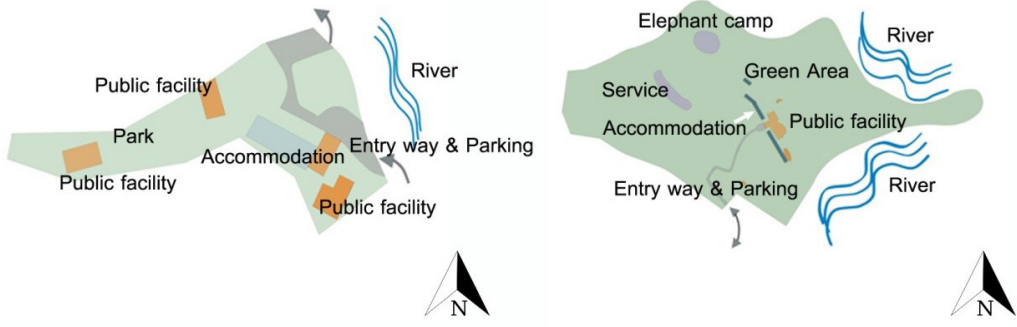 Public facility
River
Park
Accommodation
Entry way & Parking
Public facility
Public facility
N
Elephant camp
River
Green Area
Service
Accommodation
Public facility
Entry way & Parking
River
N